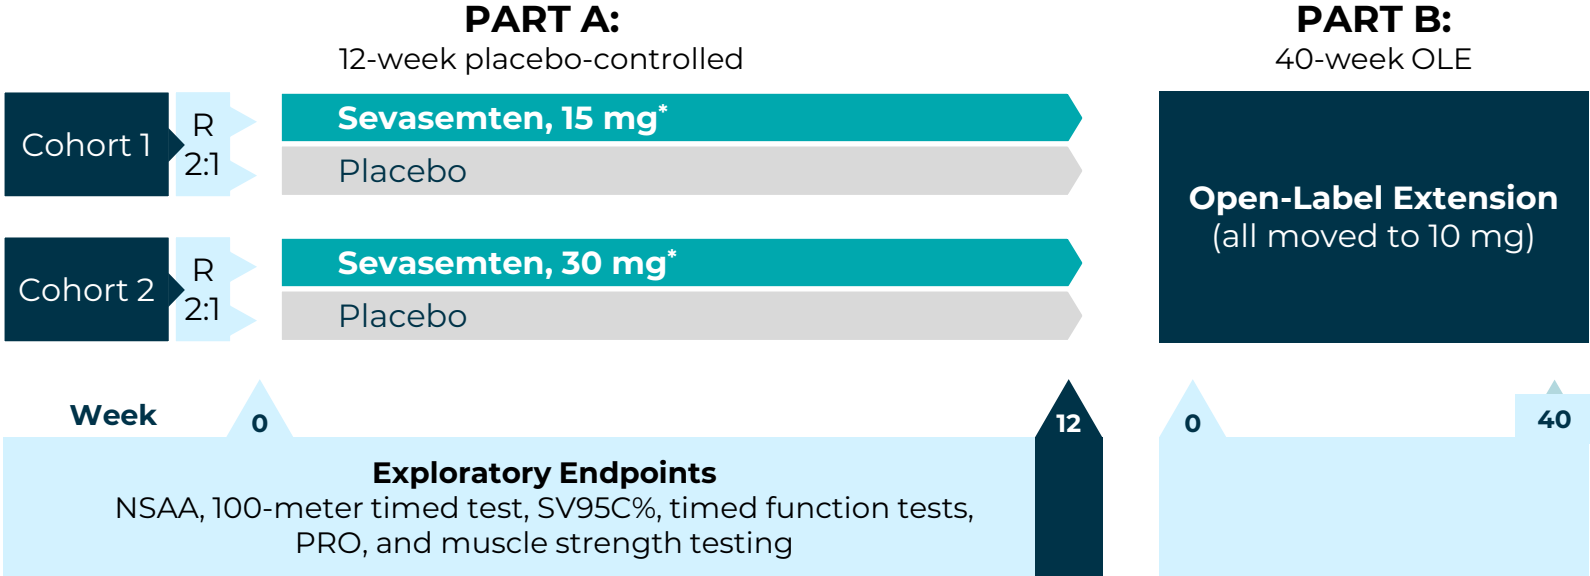 PART A:
12-week placebo-controlled
PART B:
40-week OLE
Cohort 1
R
2:1
Sevasemten, 15 mg*
Placebo
Cohort 2
R
2:1
Sevasemten, 30 mg*
Placebo
Open-Label Extension
(all moved to 10 mg)
Week
0
12
0
40
Exploratory Endpoints
NSAA, 100-meter timed test, SV95C%, timed function tests,
PRO, and muscle strength testing